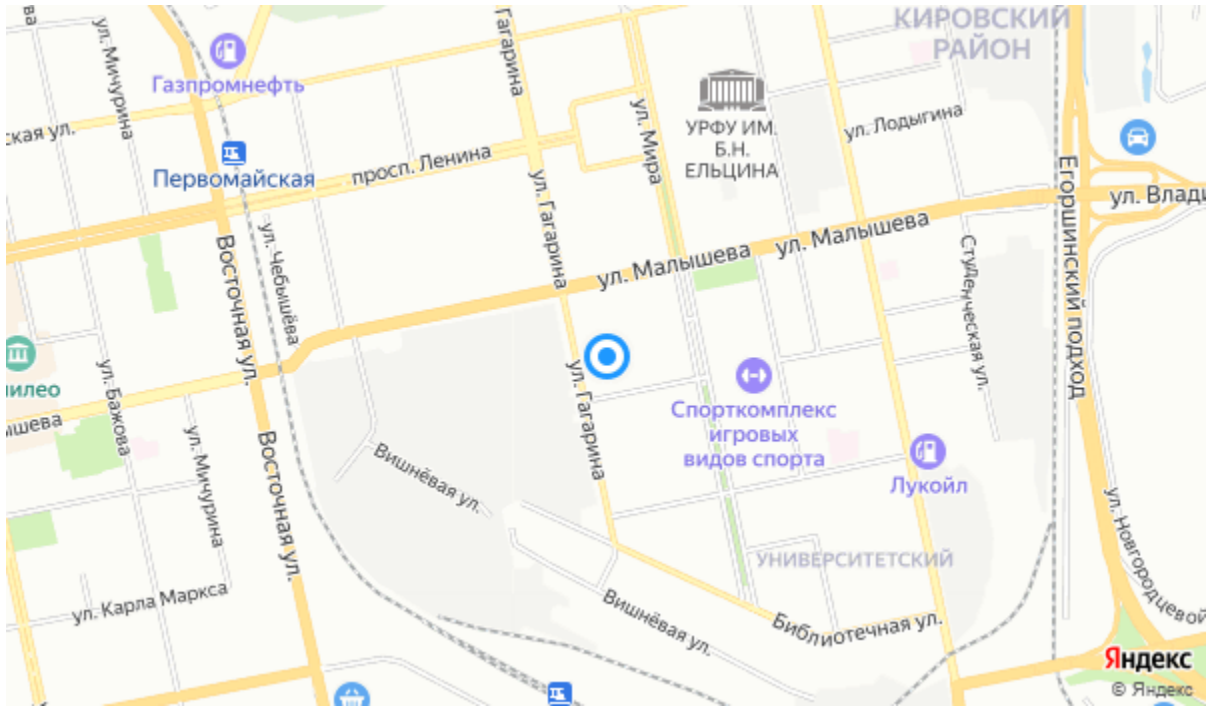 ва
ул. Мичурина
Газпромнефть
Гагарина
КИРОВСКИЙ
РАЙОН
ул. Мира
УРФУ ИМ.
Б.Н.
ЕЛЬЦИНА
ул. Лодыгина
ская ул.
Первомайская
просп. Ленина
ул. Гагарина
Егоршинский подход
ул. Влади
Восточная ул.
ул. Чебышёва
ул. Малышева
ул. Малышева
Студенческая ул.
лилео
ул. Бажова
ышева
ул. Мичурина
Восточная ул.
ул. Гагарина
Вишнёвая ул.
Спорткомплекс
игровых
видов спорта
Лукойл
ул. Новгородцевой
УНИВЕРСИТЕТСКИЙ
ул. Карла Маркса
Вишнёвая ул.
Библиотечная ул.
Яндекс
© Яндекс